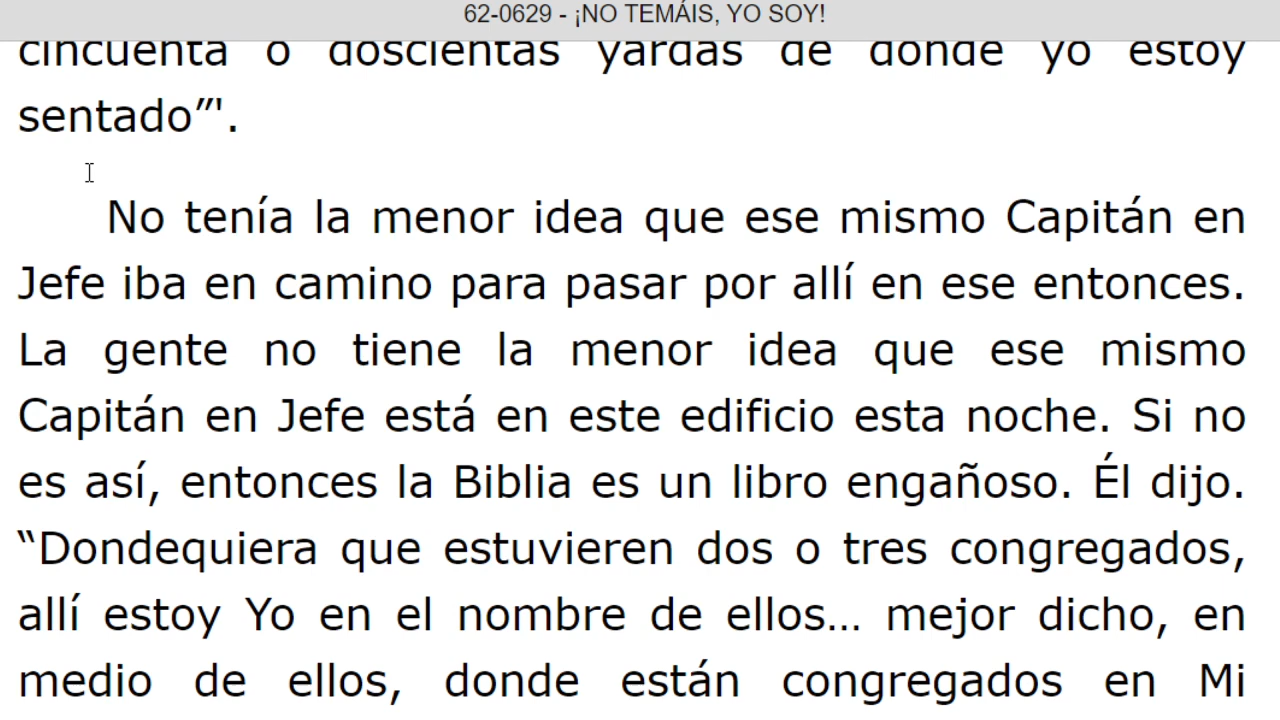 62-0629 - ¡NO TEMÁIS, YO SOY!
cincuenta o doscientas yardas de donde yo estoy
sentado”'.
No tenía la menor idea que ese mismo Capitán en
Jefe iba en camino para pasar por allí en ese entonces.
La gente no tiene la menor idea que ese mismo
Capitán en Jefe está en este edificio esta noche. Si no
es así, entonces la Biblia es un libro engañoso. Él dijo.
“Dondequiera que estuvieren dos o tres congregados,
allí estoy Yo en el nombre de ellos… mejor dicho, en
medio de ellos, donde están congregados en Mi